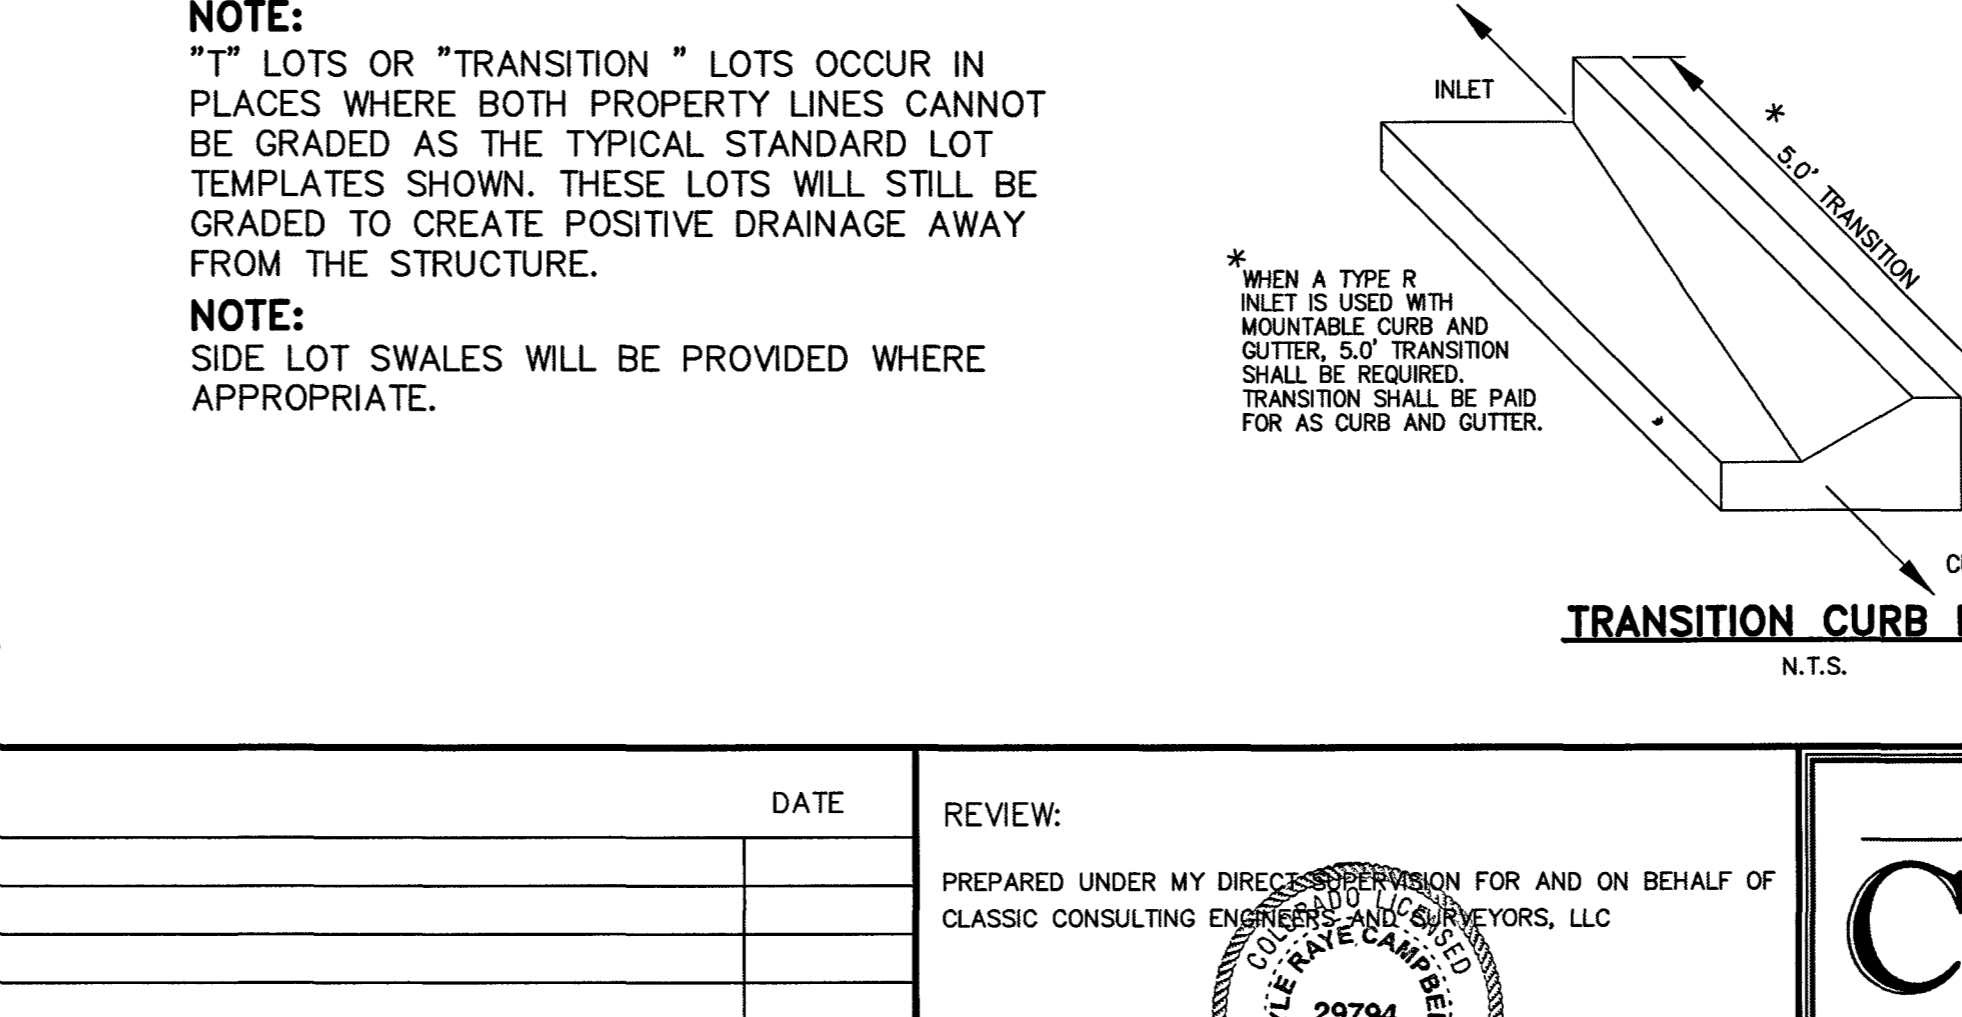 NOTE:
"T" LOTS OR "TRANSITION " LOTS OCCUR IN
PLACES WHERE BOTH PROPERTY LINES CANNOT
BE GRADED AS THE TYPICAL STANDARD LOT
TEMPLATES SHOWN. THESE LOTS WILL STILL BE
GRADED TO CREATE POSITIVE DRAINAGE AWAY
FROM THE STRUCTURE.
NOTE:
SIDE LOT SWALES WILL BE PROVIDED WHERE
APPROPRIATE.
INLET
*
5.0' TRANSITION
*
WHEN A TYPE R
INLET IS USED WITH
MOUNTABLE CURB AND
GUTTER, 5.0' TRANSITION
SHALL BE REQUIRED.
TRANSITION SHALL BE PAID
FOR AS CURB AND GUTTER.
TRANSITION CURB
N.T.S.
DATE
REVIEW:
PREPARED UNDER MY DIRECT SUPERVISION FOR AND ON BEHALF OF
CLASSIC CONSULTING ENGINEERS AND SURVEYORS, LLC
COLORADO LICENSED
RAYE
29794
C